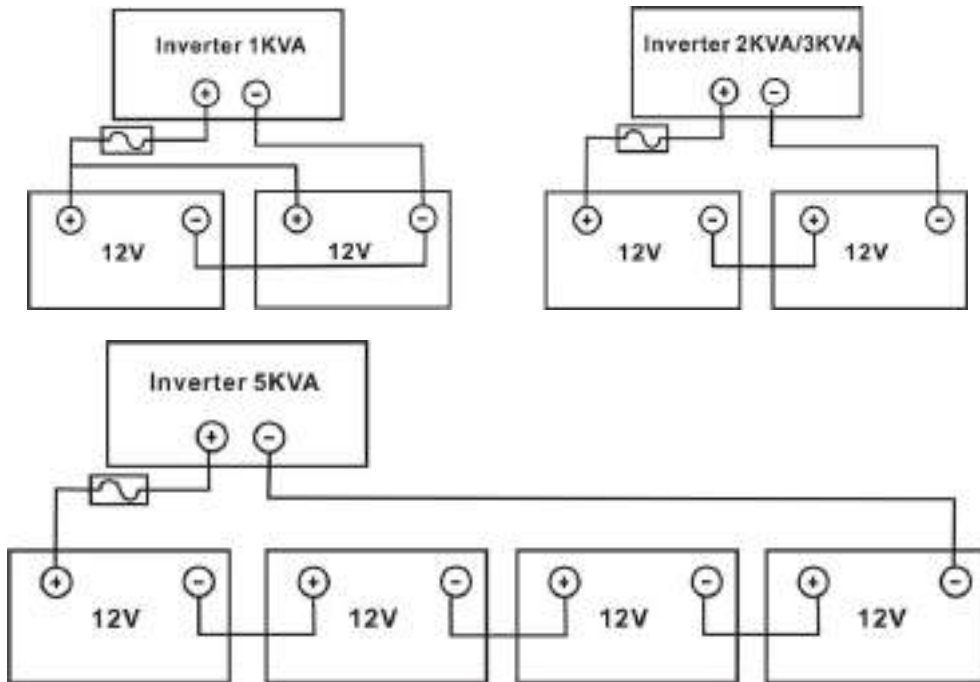 Inverter 1KVA
+ -
+ - + -
12V 12V
Inverter 2KVA/3KVA
+ -
+ - + -
12V 12V
Inverter 5KVA
+ -
+ - + - + - + -
12V 12V 12V 12V